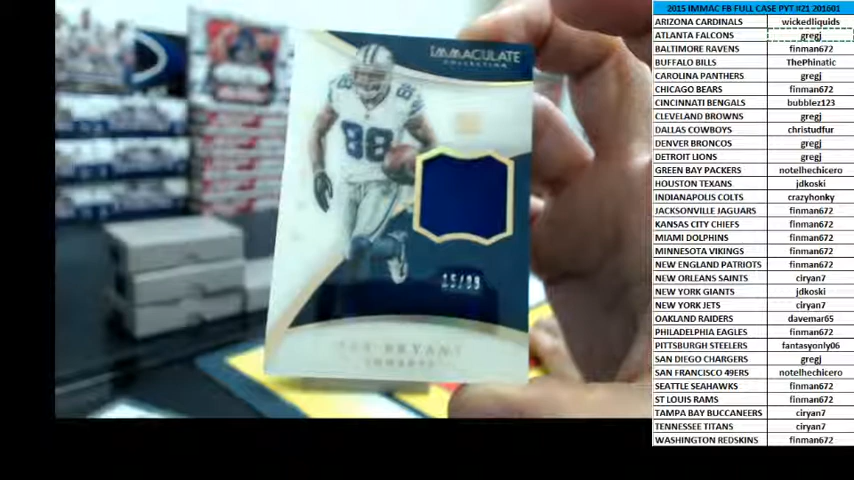 IMMACULATE
COLLECTION
88
88
15/99
BRYANT
2015 IMMAC FB FULL CASE PYT #Z1 201601
ARIZONA CARDINALS wickedliquids
ATLANTA FALCONS gregj
BALTIMORE RAVENS finman672
BUFFALO BILLS ThePhinatic
CAROLINA PANTHERS gregj
CHICAGO BEARS finman672
CINCINNATI BENGALS bubblez123
CLEVELAND BROWNS gregj
DALLAS COWBOYS christudfur
DENVER BRONCOS gregj
DETROIT LIONS gregj
GREEN BAY PACKERS notelhechicero
HOUSTON TEXANS jdkoski
INDIANAPOLIS COLTS crazyhonky
JACKSONVILLE JAGUARS finman672
KANSAS CITY CHIEFS finman672
MIAMI DOLPHINS finman672
MINNESOTA VIKINGS finman672
NEW ENGLAND PATRIOTS finman672
NEW ORLEANS SAINTS ciryan7
NEW YORK GIANTS jdkoski
NEW YORK JETS ciryan7
OAKLAND RAIDERS davemar65
PHILADELPHIA EAGLES finman672
PITTSBURGH STEELERS fantasyonly06
SAN DIEGO CHARGERS gregj
SAN FRANCISCO 49ERS notelhechicero
SEATTLE SEAHAWKS finman672
ST LOUIS RAMS finman672
TAMPA BAY BUCCANEERS ciryan7
TENNESSEE TITANS ciryan7
WASHINGTON REDSKINS finman672